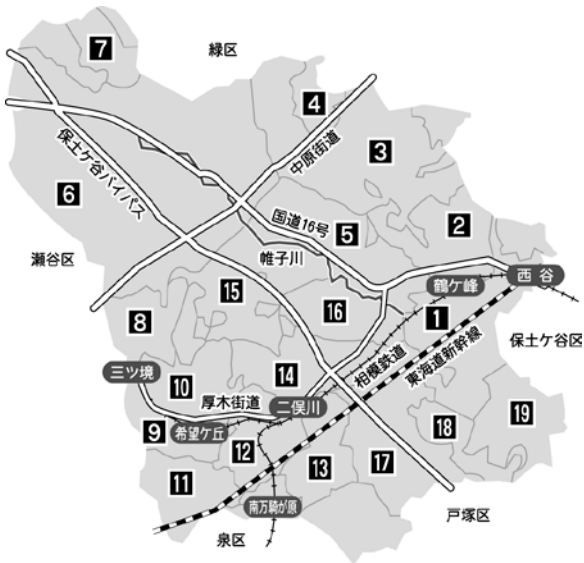 7
緑区
4
中原街道
3
保土ケ谷バイパス
6
国道16号
5
2
瀬谷区
帷子川
西谷
鶴ケ峰
15
16
1
8
保土ケ谷区
相模鉄道
東海道新幹線
三ツ境
10
14
厚木街道
二俣川
19
18
9
希望ケ丘
12
13
17
11
南万騎が原
戸塚区
泉区